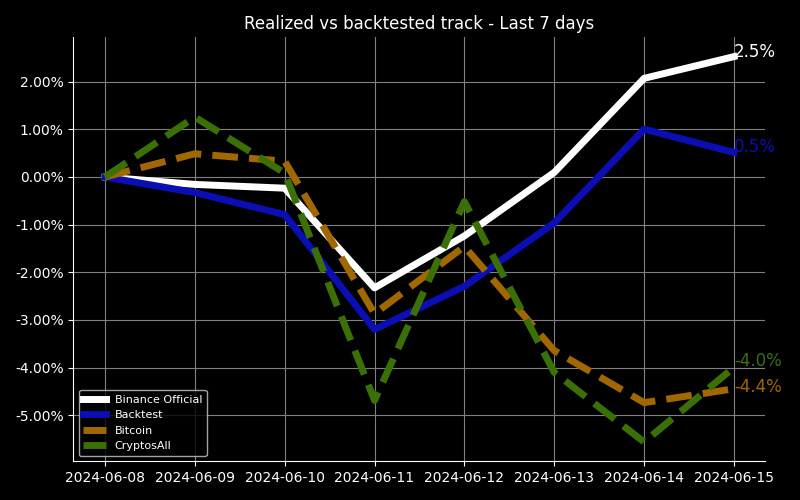 Realized vs backtested track - Last 7 days
2.00%
1.00%
0.00%
-1.00%
-2.00%
-3.00%
-4.00%
-5.00%
2.5%
0.5%
-4.0%
-4.4%
Binance Official
Backtest
Bitcoin
CryptosAll
2024-06-08 2024-06-09 2024-06-10 2024-06-11 2024-06-12 2024-06-13 2024-06-14 2024-06-15